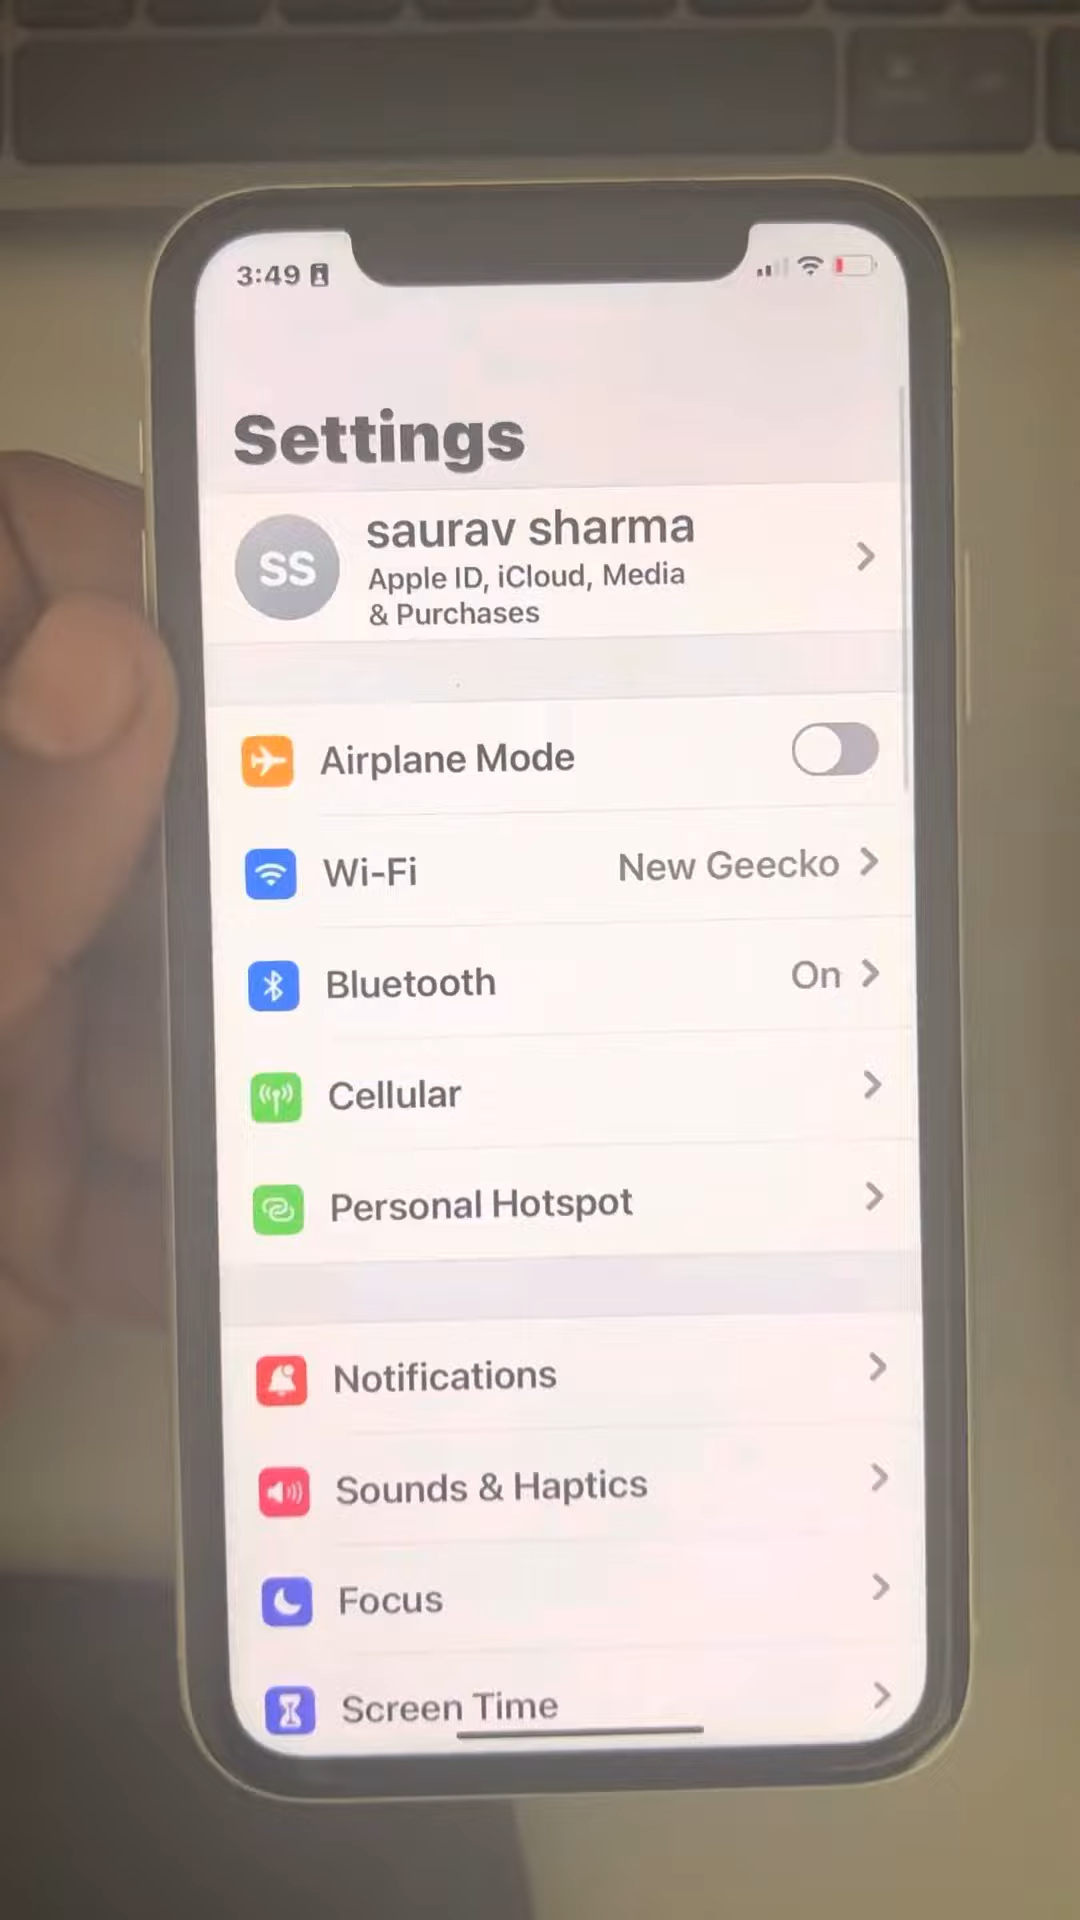 3:49
Settings
SS
saurav sharma
Apple ID, iCloud, Media
& Purchases
Airplane Mode
Wi-Fi New Geecko
Bluetooth On
Cellular
Personal Hotspot
Notifications
Sounds & Haptics
Focus
Screen Time